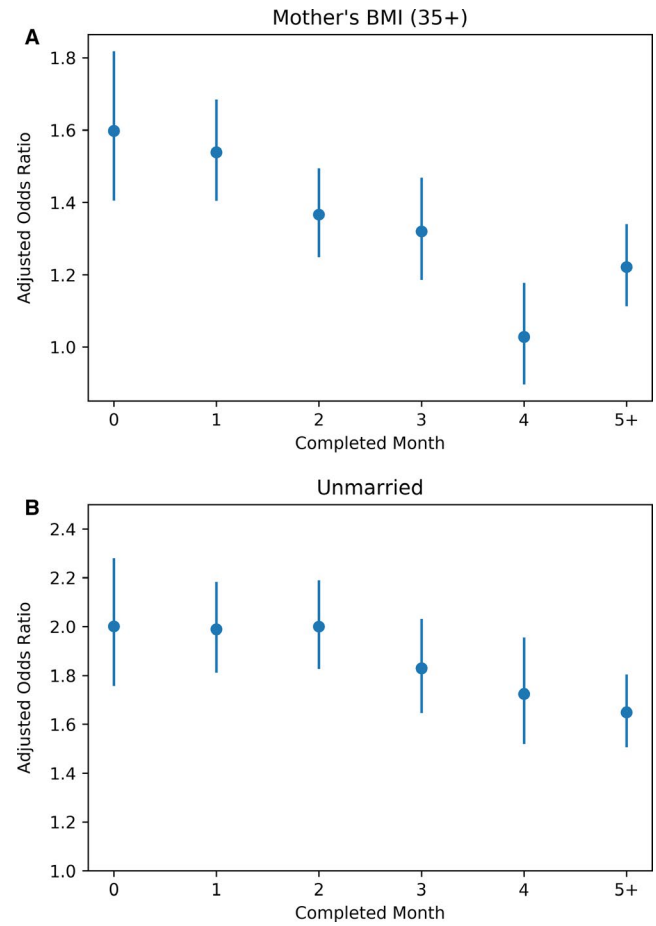 Mother's BMI (35+)
A
1.8
1.6
1.4
1.2
1.0
Adjusted Odds Ratio
0 1 2 3 4 5+
Completed Month
Unmarried
B
2.4
2.2
2.0
1.8
1.6
1.4
1.2
1.0
Adjusted Odds Ratio
0 1 2 3 4 5+
Completed Month